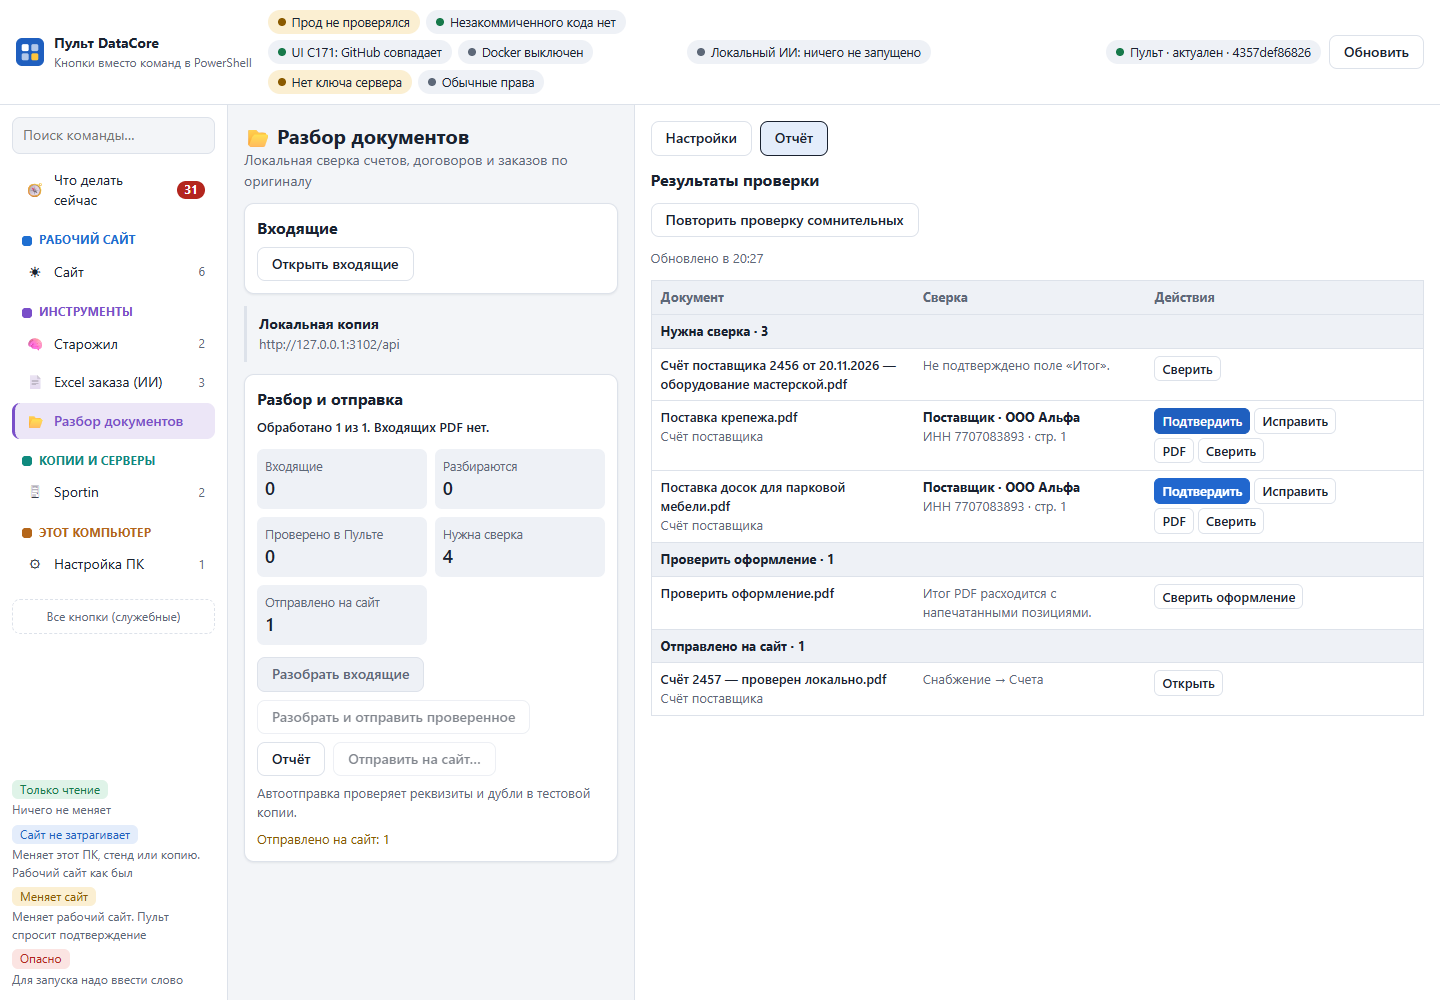 Пульт DataCore
Кнопки вместо команд в PowerShell
Прод не проверялся
Незакоммиченного кода нет
UI C171: GitHub совпадает
Docker выключен
Нет ключа сервера
Обычные права
Локальный ИИ: ничего не запущено
Пульт · актуален · 4357def86826
Обновить
Поиск команды...
Что делать
сейчас
31
РАБОЧИЙ САЙТ
Сайт
6
ИНСТРУМЕНТЫ
Старожил
2
Excel заказа (ИИ)
3
Разбор документов
КОПИИ И СЕРВЕРЫ
Sportin
2
ЭТОТ КОМПЬЮТЕР
Настройка ПК
1
Все кнопки (служебные)
Только чтение
Ничего не меняет
Сайт не затрагивает
Меняет этот ПК, стенд или копию.
Рабочий сайт как был
Меняет сайт
Меняет рабочий сайт. Пульт
спросит подтверждение
Опасно
Для запуска надо ввести слово
Разбор документов
Локальная сверка счетов, договоров и заказов по
оригиналу
Входящие
Открыть входящие
Локальная копия
http://127.0.0.1:3102/api
Разбор и отправка
Обработано 1 из 1. Входящих PDF нет.
Входящие
0
Разбираются
0
Проверено в Пульте
0
Нужна сверка
4
Отправлено на сайт
1
Разобрать входящие
Разобрать и отправить проверенное
Отчёт
Отправить на сайт...
Автоотправка проверяет реквизиты и дубли в тестовой
копии.
Отправлено на сайт: 1
Настройки
Отчёт
Результаты проверки
Повторить проверку сомнительных
Обновлено в 20:27
Документ
Сверка
Действия
Нужна сверка · 3
Счёт поставщика 2456 от 20.11.2026 —
оборудование мастерской.pdf
Не подтверждено поле «Итог».
Сверить
Поставка крепежа.pdf
Счёт поставщика
Поставщик · ООО Альфа
ИНН 7707083893 · стр. 1
Подтвердить
Исправить
PDF
Сверить
Поставка досок для парковой
мебели.pdf
Счёт поставщика
Поставщик · ООО Альфа
ИНН 7707083893 · стр. 1
Подтвердить
Исправить
PDF
Сверить
Проверить оформление · 1
Проверить оформление.pdf
Итог PDF расходится с
напечатанными позициями.
Сверить оформление
Отправлено на сайт · 1
Счёт 2457 — проверен локально.pdf
Счёт поставщика
Снабжение → Счета
Открыть